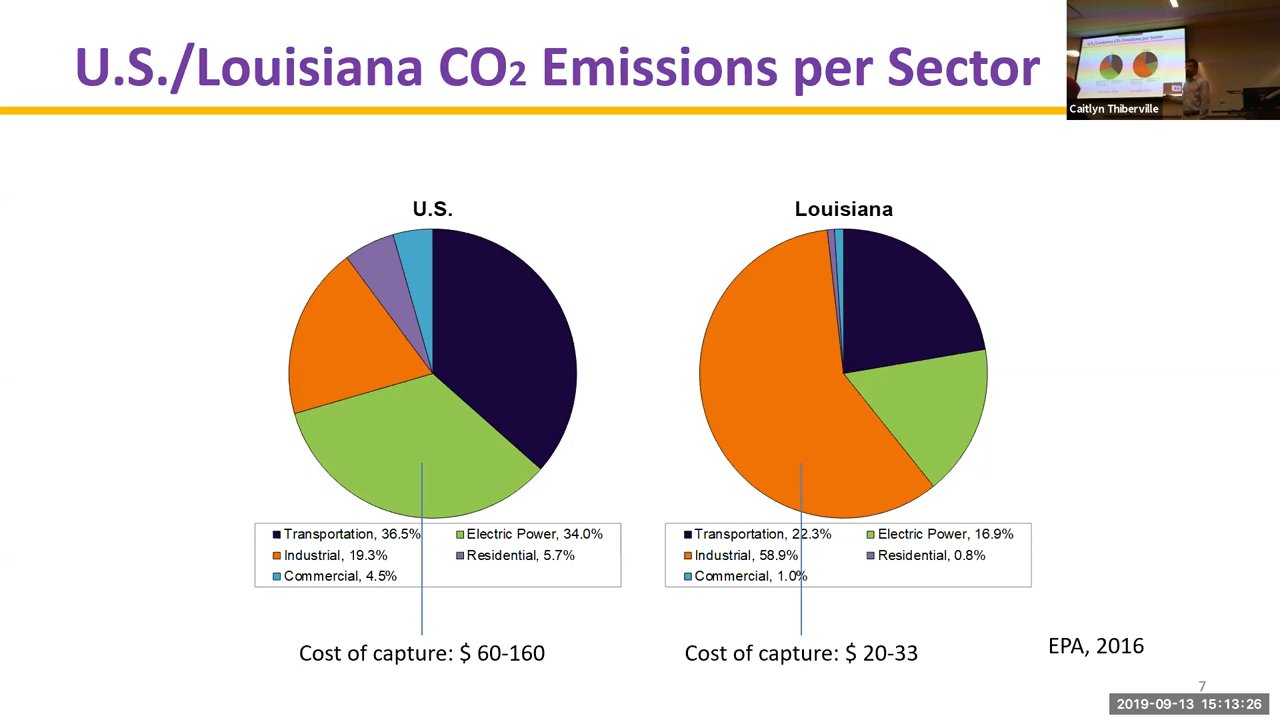 U.S./Louisiana CO2 Emissions per Sector
Caitlyn Thiberville
U.S.
Transportation, 36.5%
Electric Power, 34.0%
Industrial, 19.3%
Residential, 5.7%
Commercial, 4.5%
Cost of capture: $ 60-160
Louisiana
Transportation, 22.3%
Electric Power, 16.9%
Industrial, 58.9%
Residential, 0.8%
Commercial, 1.0%
Cost of capture: $ 20-33
EPA, 2016
7
2019-09-13 15:13:26